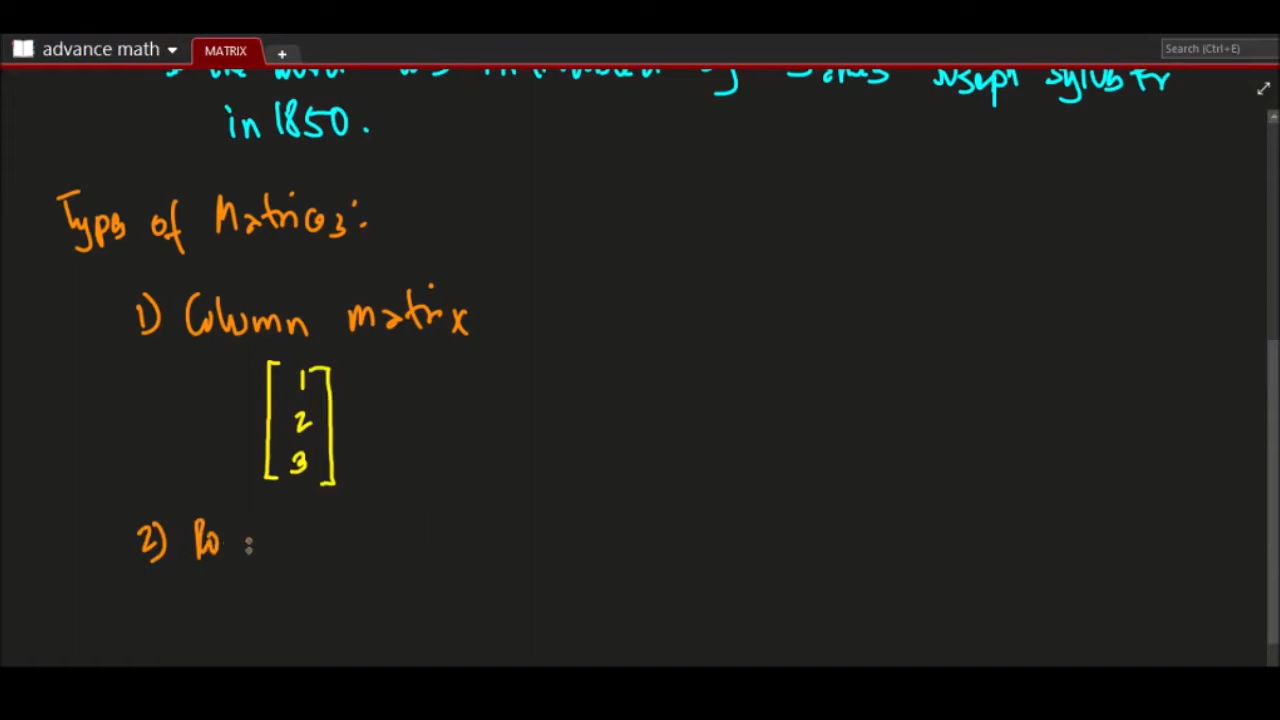 advance math
MATRIX
+
Search (Ctrl+E)
in 1850.
Types of Matrices:
1) Column matrix
1
2
3
2) Ro